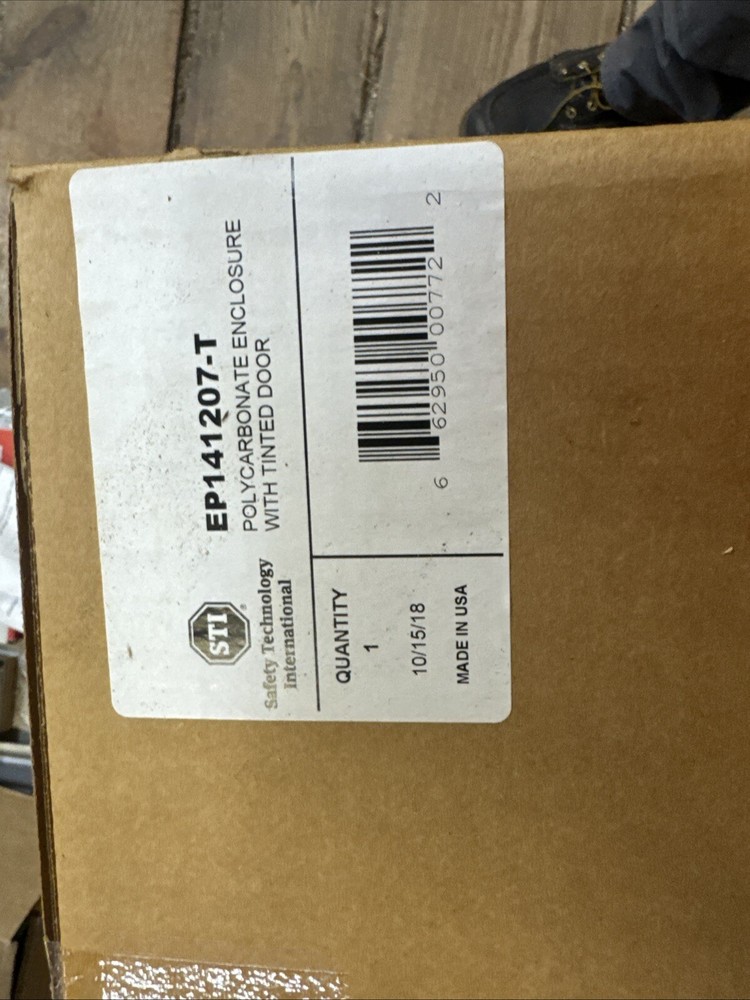 STI
®
Safety Technology
International
EP141207-T
POLYCARBONATE ENCLOSURE
WITH TINTED DOOR
QUANTITY
1
10/15/18
MADE IN USA
6 62950 00772 2